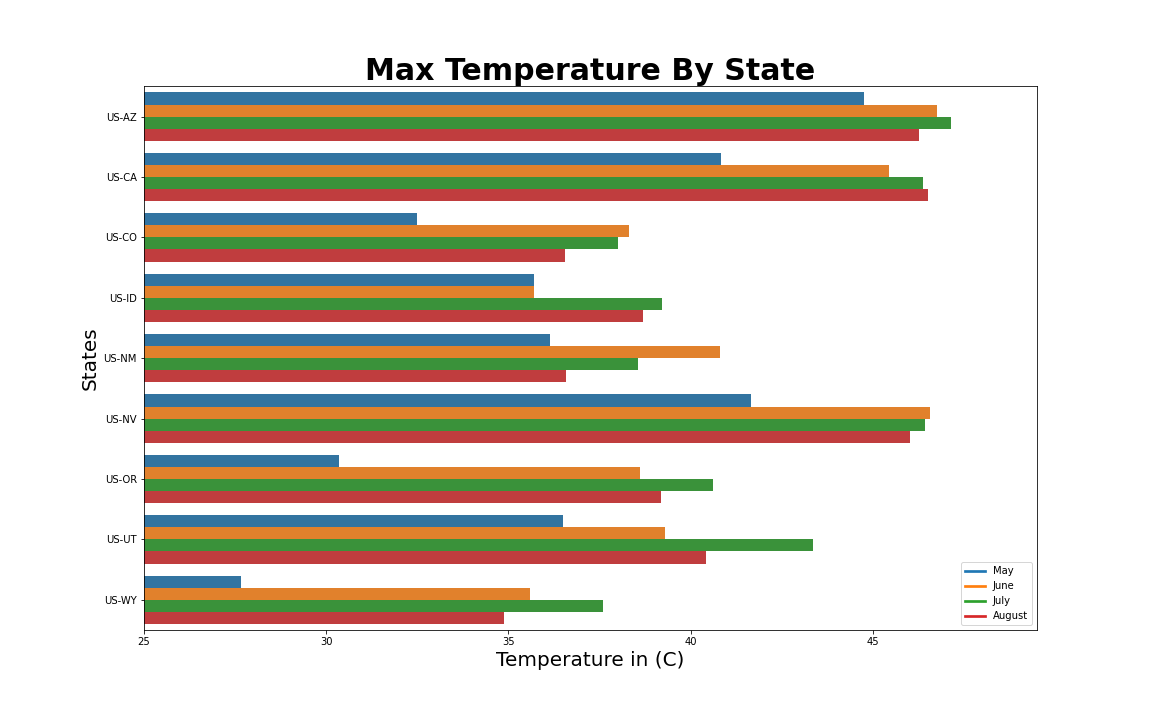 Max Temperature By State
US-AZ
US-CA
US-CO
US-ID
US-NM
US-NV
US-OR
US-UT
US-WY
States
May
June
July
August
25 30 35 40 45
Temperature in (C)